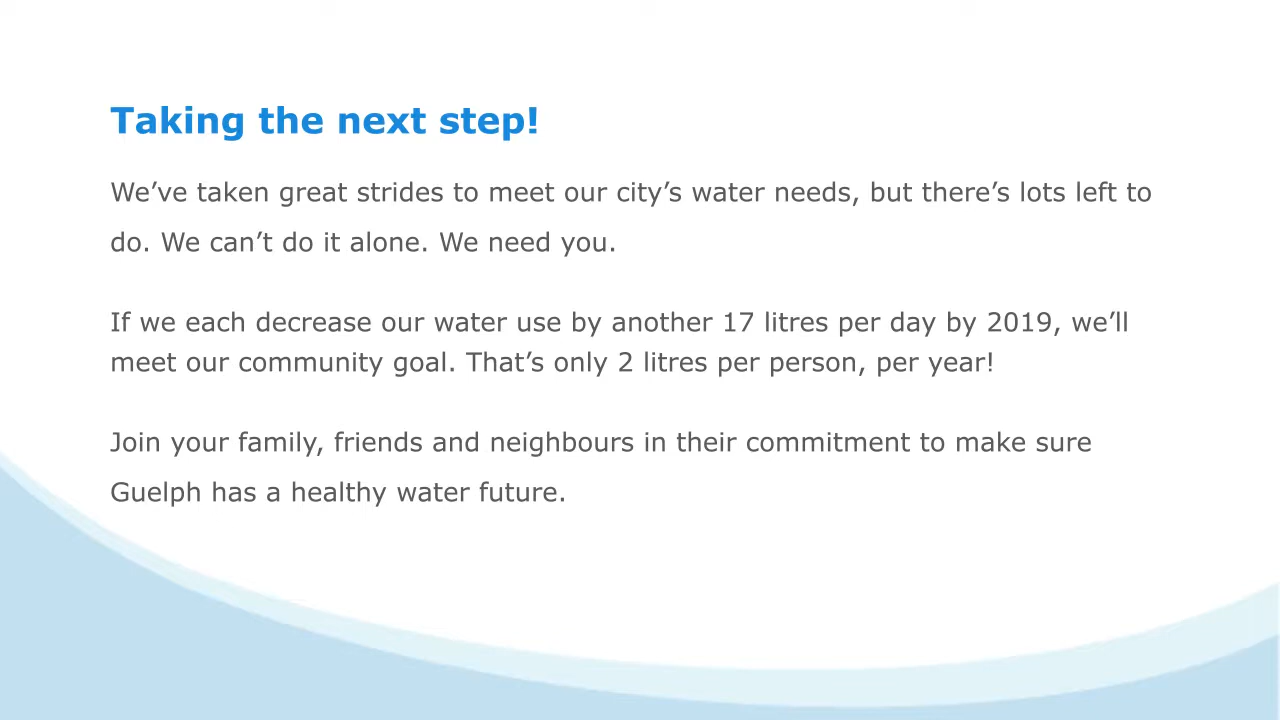 Taking the next step!
We’ve taken great strides to meet our city’s water needs, but there’s lots left to
do. We can’t do it alone. We need you.
If we each decrease our water use by another 17 litres per day by 2019, we’ll
meet our community goal. That’s only 2 litres per person, per year!
Join your family, friends and neighbours in their commitment to make sure
Guelph has a healthy water future.